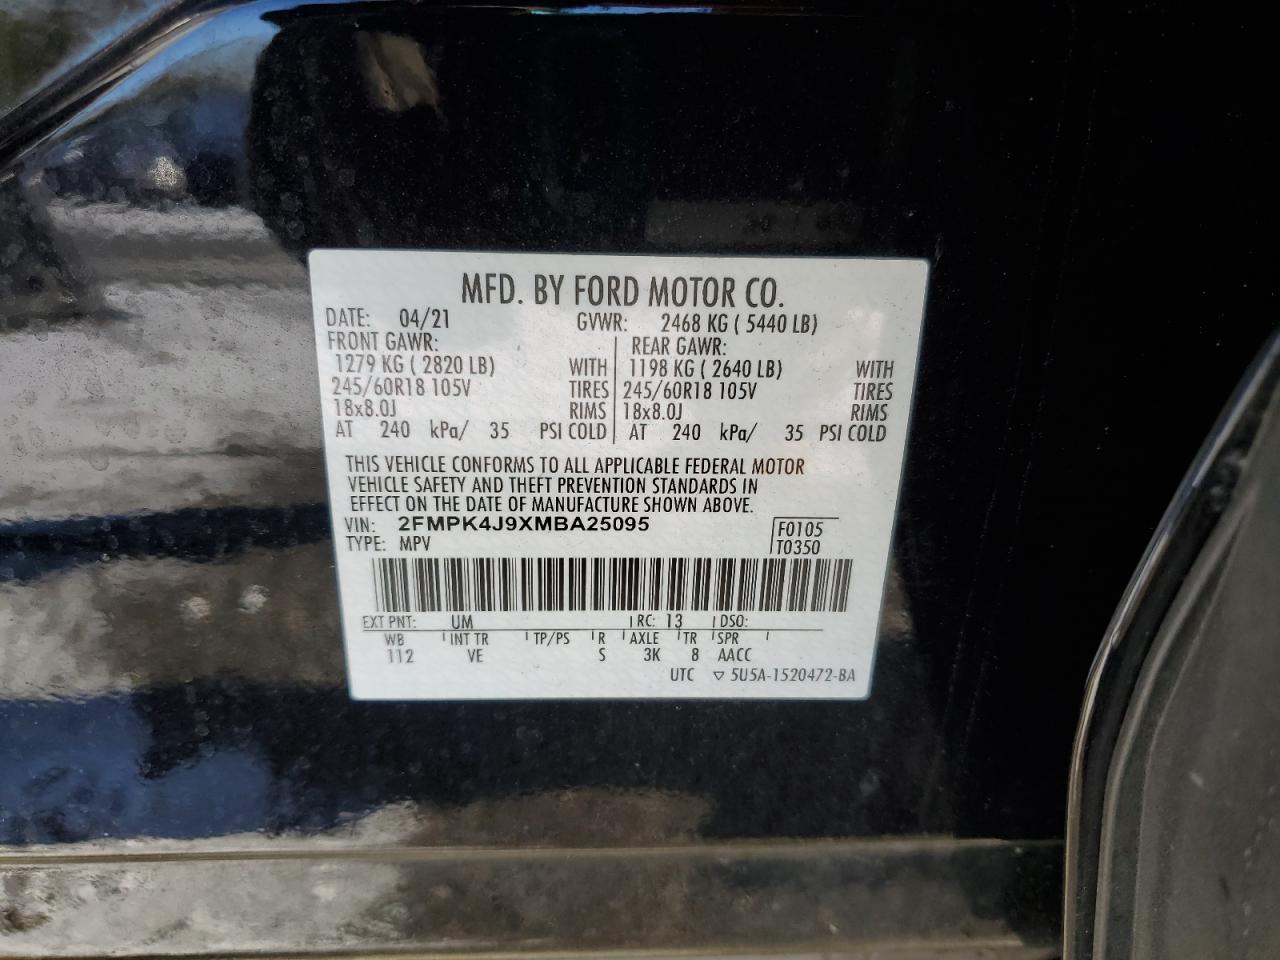 MFD. BY FORD MOTOR CO.
DATE: 04/21 GVWR: 2468 KG ( 5440 LB)
FRONT GAWR: REAR GAWR:
1279 KG ( 2820 LB) WITH 1198 KG ( 2640 LB) WITH
245/60R18 105V TIRES 245/60R18 105V TIRES
18x8.0J RIMS 18x8.0J RIMS
AT 240 kPa/ 35 PSI COLD AT 240 kPa/ 35 PSI COLD
THIS VEHICLE CONFORMS TO ALL APPLICABLE FEDERAL MOTOR
VEHICLE SAFETY AND THEFT PREVENTION STANDARDS IN
EFFECT ON THE DATE OF MANUFACTURE SHOWN ABOVE.
VIN: 2FMPK4J9XMBA25095 F0105
TYPE: MPV T0350
EXT PNT: UM RC: 13 DSO:
WB INT TR TP/PS R AXLE TR SPR
112 VE S 3K 8 AACC
UTC ▽ 5U5A-1520472-BA